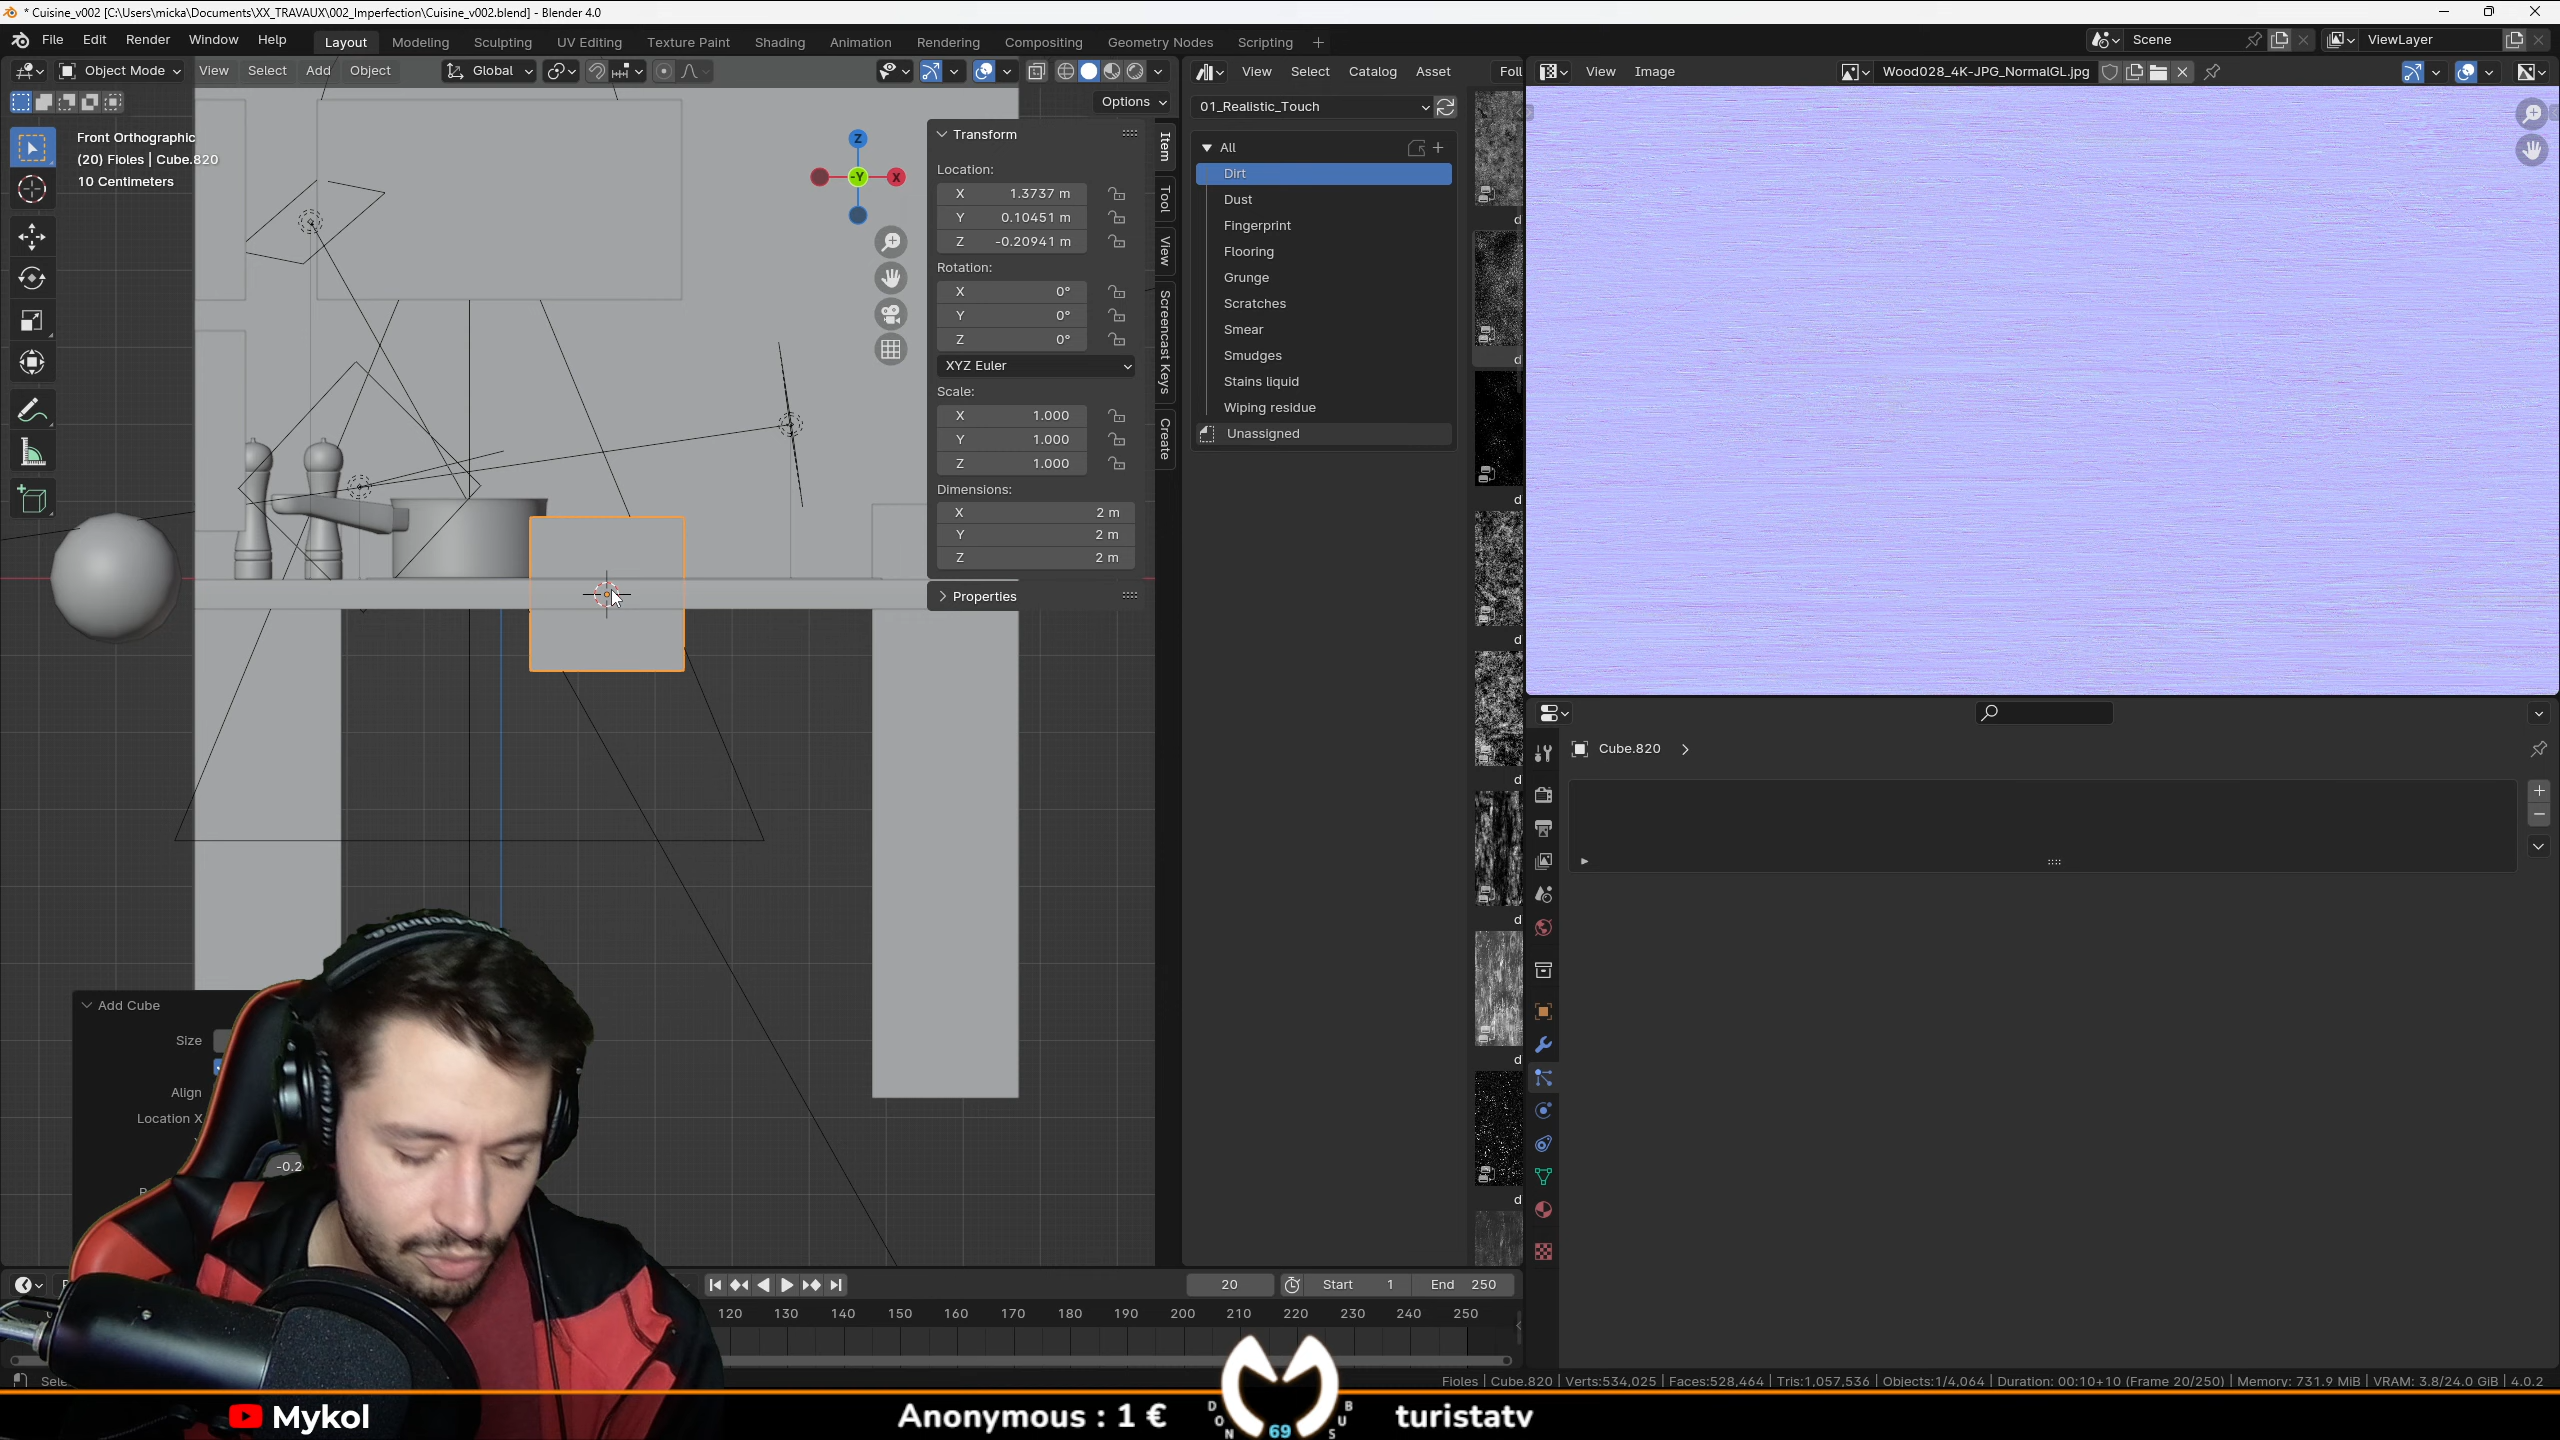 * Cuisine_v002 [C:\Users\micka\Documents\XX_TRAVAUX\002_Imperfection\Cuisine_v002.blend] - Blender 4.0
File Edit Render Window Help Layout Modeling Sculpting UV Editing Texture Paint Shading Animation Rendering Compositing Geometry Nodes Scripting + Scene ViewLayer
Object Mode View Select Add Object Global View Select Catalog Asset Foll View Image Wood028_4K-JPG_NormalGL.jpg
Options
01_Realistic_Touch
Front Orthographic
(20) Fioles | Cube.820
10 Centimeters
Z
-Y
X
Transform
Location:
X 1.3737 m
Y 0.10451 m
Z -0.20941 m
Rotation:
X 0°
Y 0°
Z 0°
XYZ Euler
Scale:
X 1.000
Y 1.000
Z 1.000
Dimensions:
X 2 m
Y 2 m
Z 2 m
Properties
Item
Tool
View
Screencast Keys
Create
All
Dirt
Dust
Fingerprint
Flooring
Grunge
Scratches
Smear
Smudges
Stains liquid
Wiping residue
Unassigned
d
d
d
d
d
d
d
d
Cube.820
Add Cube
Size
Align
Location X
-0.2
20 Start 1 End 250
120 130 140 150 160 170 180 190 200 210 220 230 240 250
Sele
Fioles | Cube.820 | Verts:534,025 | Faces:528,464 | Tris:1,057,536 | Objects:1/4,064 | Duration: 00:10+10 (Frame 20/250) | Memory: 731.9 MiB | VRAM: 3.8/24.0 GiB | 4.0.2
Mykol
Anonymous : 1 €
DON
69
SUB
turistatv